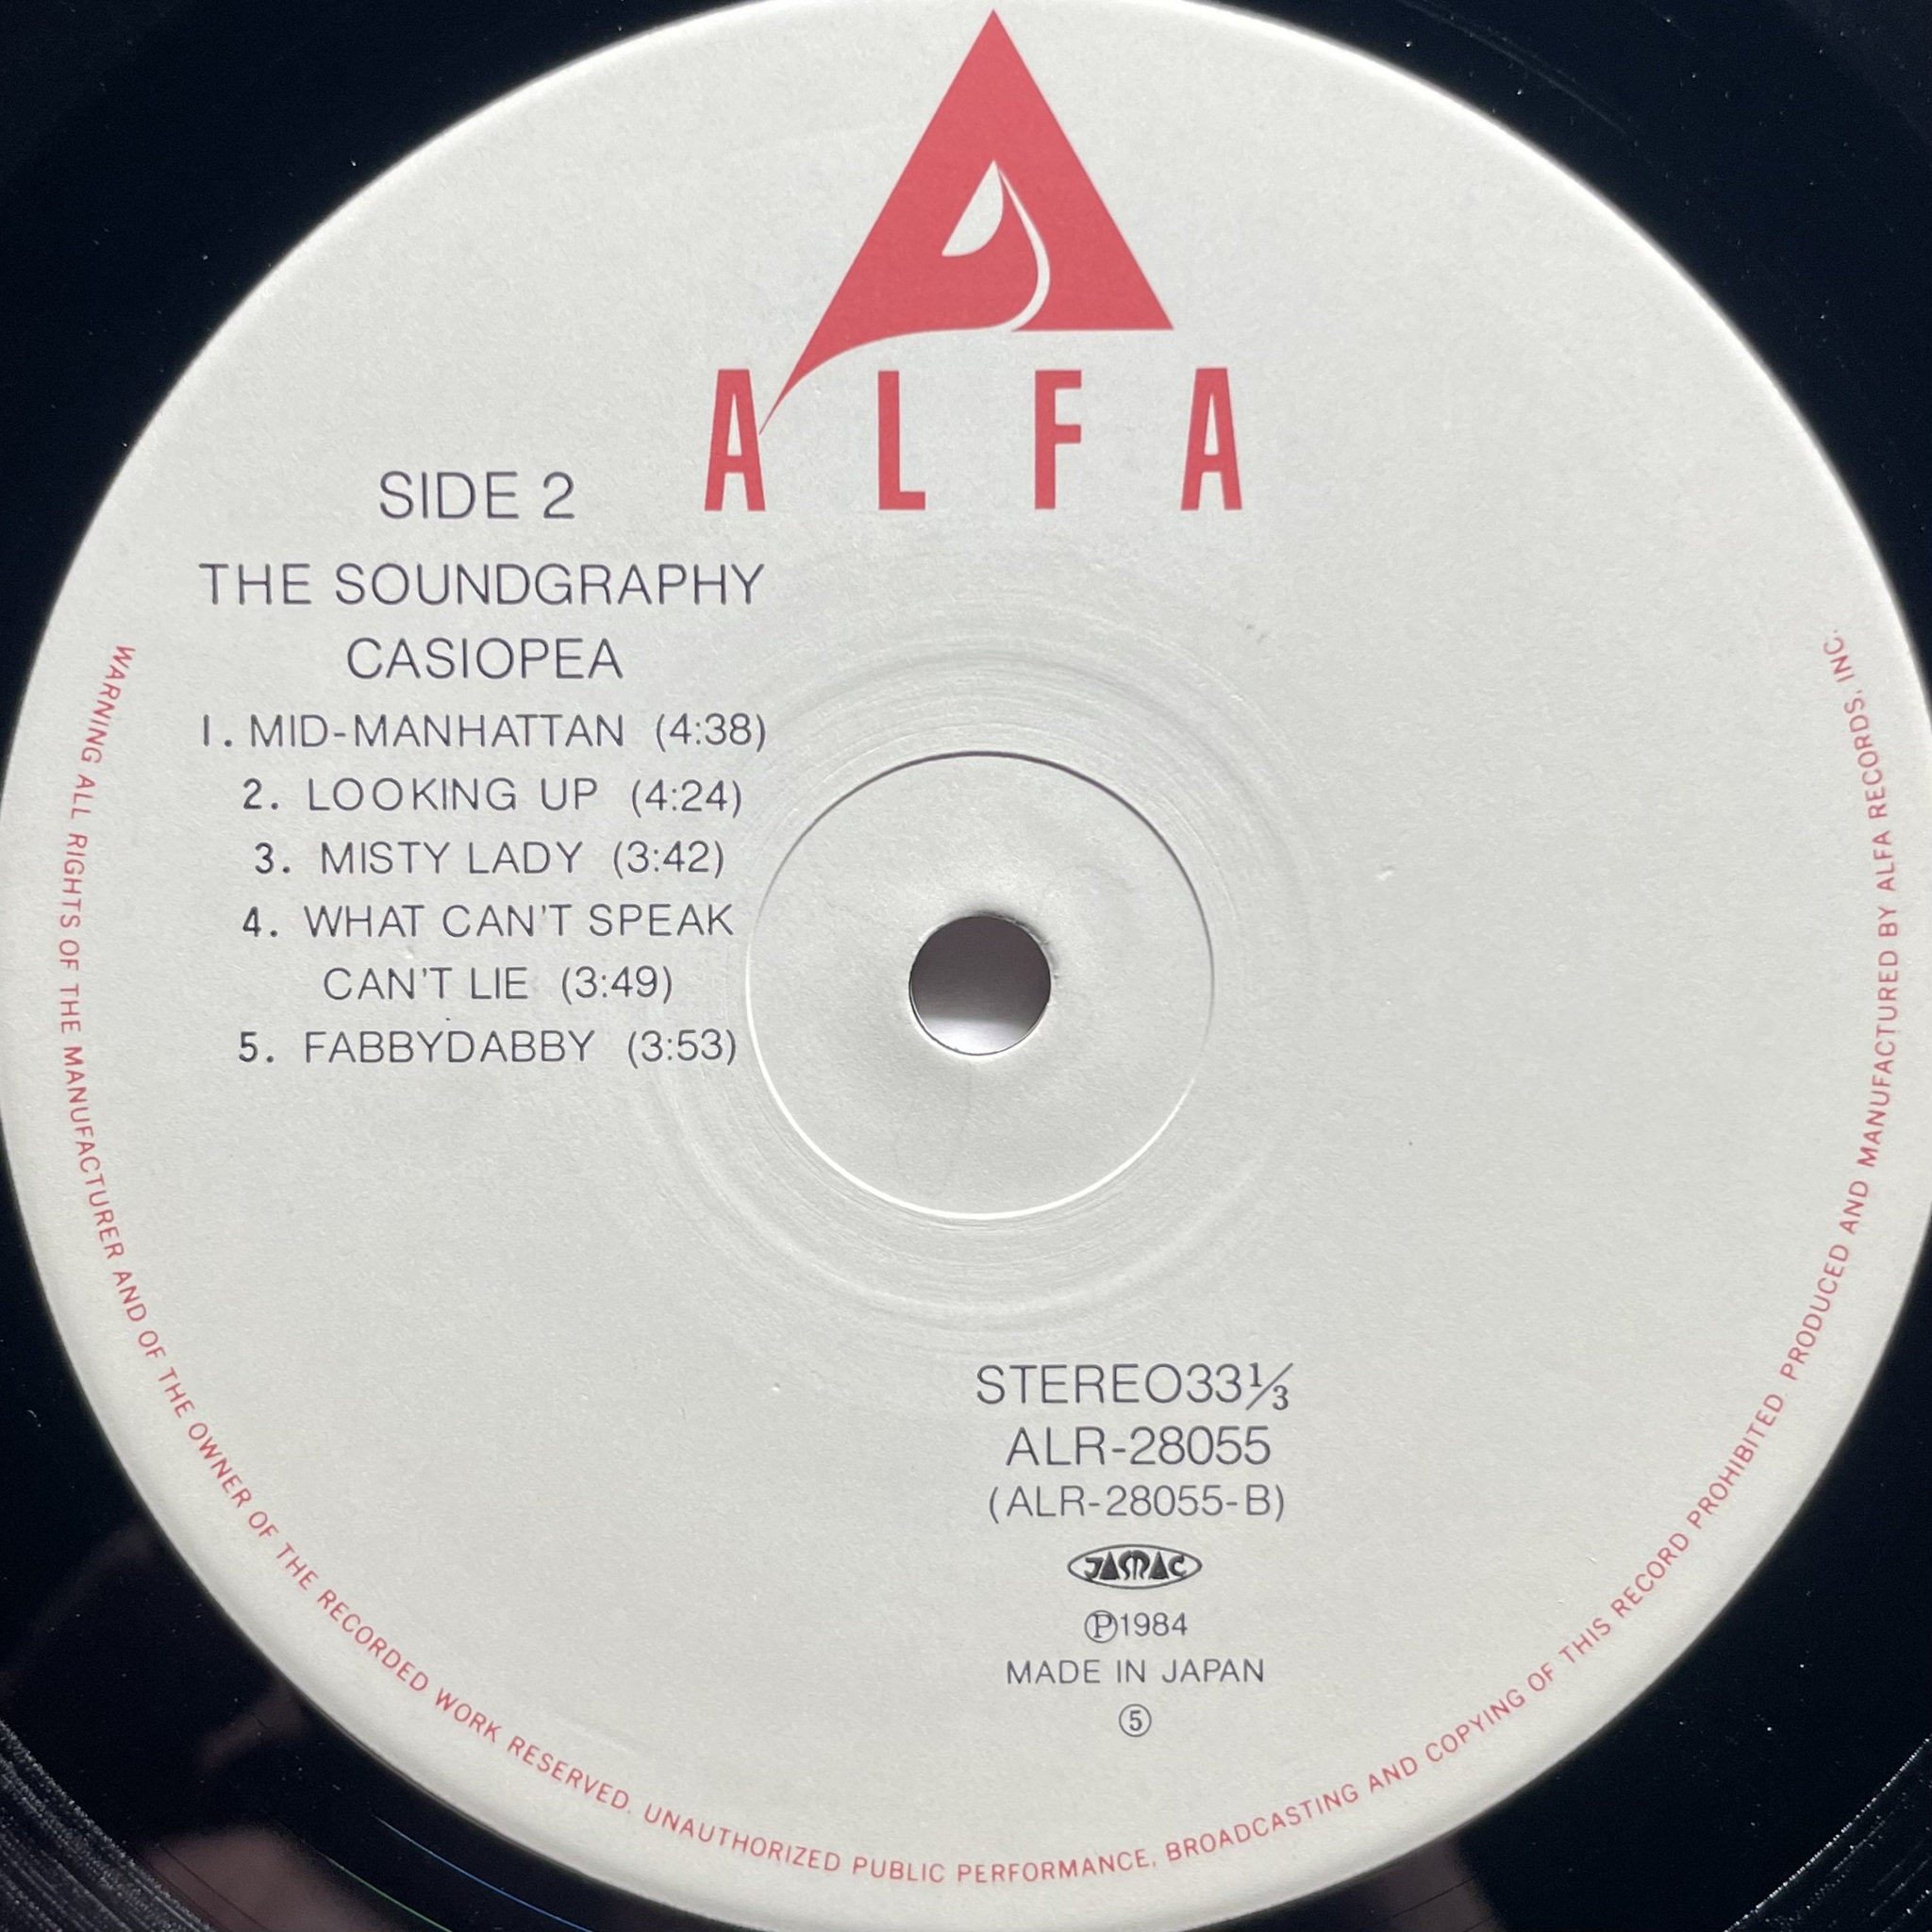 ALFA
SIDE 2
THE SOUNDGRAPHY
CASIOPEA
1. MID-MANHATTAN (4:38)
2. LOOKING UP (4:24)
3. MISTY LADY (3:42)
4. WHAT CAN'T SPEAK
CAN'T LIE (3:49)
5. FABBYDABBY (3:53)
STEREO33⅓
ALR-28055
(ALR-28055-B)
JASRAC
Ⓟ1984
MADE IN JAPAN
⑤
WARNING ALL RIGHTS OF THE MANUFACTURER AND OF THE OWNER OF THE RECORDED WORK RESERVED. UNAUTHORIZED PUBLIC PERFORMANCE, BROADCASTING AND COPYING OF THIS RECORD PROHIBITED. PRODUCED AND MANUFACTURED BY ALFA RECORDS, INC.